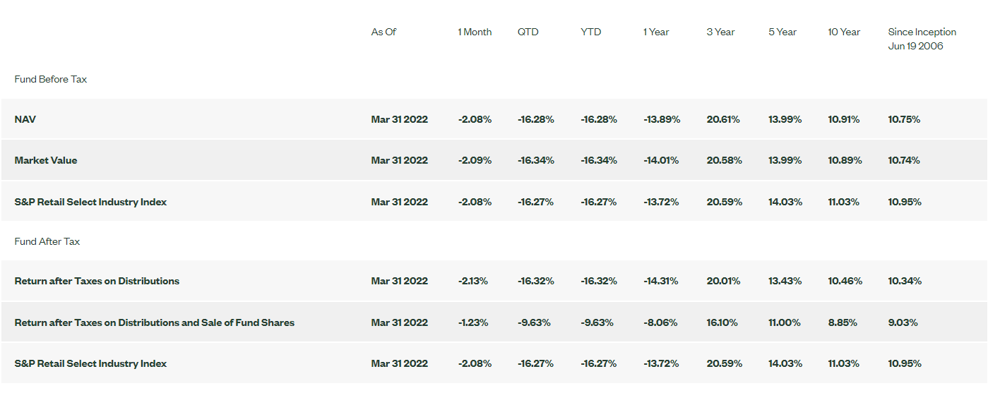 As Of 1 Month QTD YTD 1 Year 3 Year 5 Year 10 Year Since Inception
Jun 19 2006
Fund Before Tax
NAV Mar 31 2022 -2.08% -16.28% -16.28% -13.89% 20.61% 13.99% 10.91% 10.75%
Market Value Mar 31 2022 -2.09% -16.34% -16.34% -14.01% 20.58% 13.99% 10.89% 10.74%
S&P Retail Select Industry Index Mar 31 2022 -2.08% -16.27% -16.27% -13.72% 20.59% 14.03% 11.03% 10.95%
Fund After Tax
Return after Taxes on Distributions Mar 31 2022 -2.13% -16.32% -16.32% -14.31% 20.01% 13.43% 10.46% 10.34%
Return after Taxes on Distributions and Sale of Fund Shares Mar 31 2022 -1.23% -9.63% -9.63% -8.06% 16.10% 11.00% 8.85% 9.03%
S&P Retail Select Industry Index Mar 31 2022 -2.08% -16.27% -16.27% -13.72% 20.59% 14.03% 11.03% 10.95%